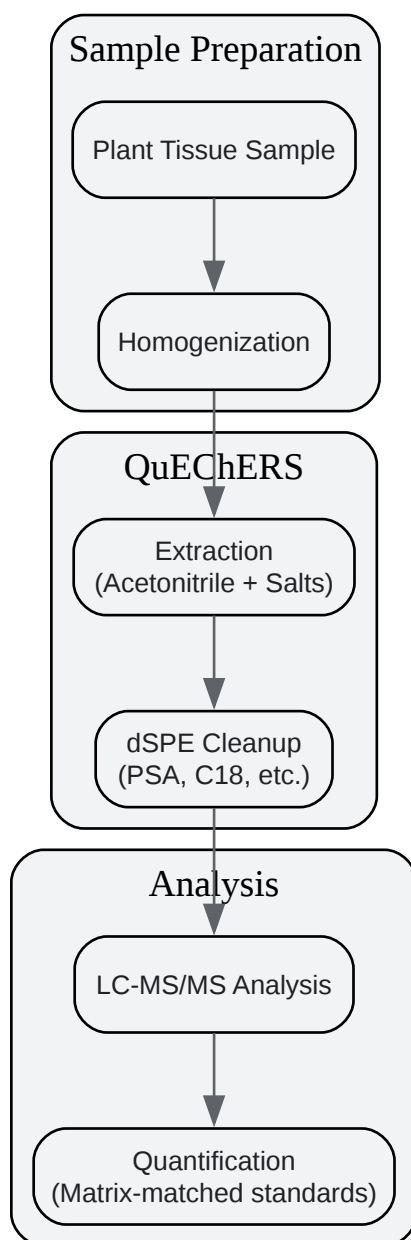 Sample Preparation
Plant Tissue Sample
Homogenization
QuEChERS
Extraction
(Acetonitrile + Salts)
dSPE Cleanup
(PSA, C18, etc.)
Analysis
LC-MS/MS Analysis
Quantification
(Matrix-matched standards)